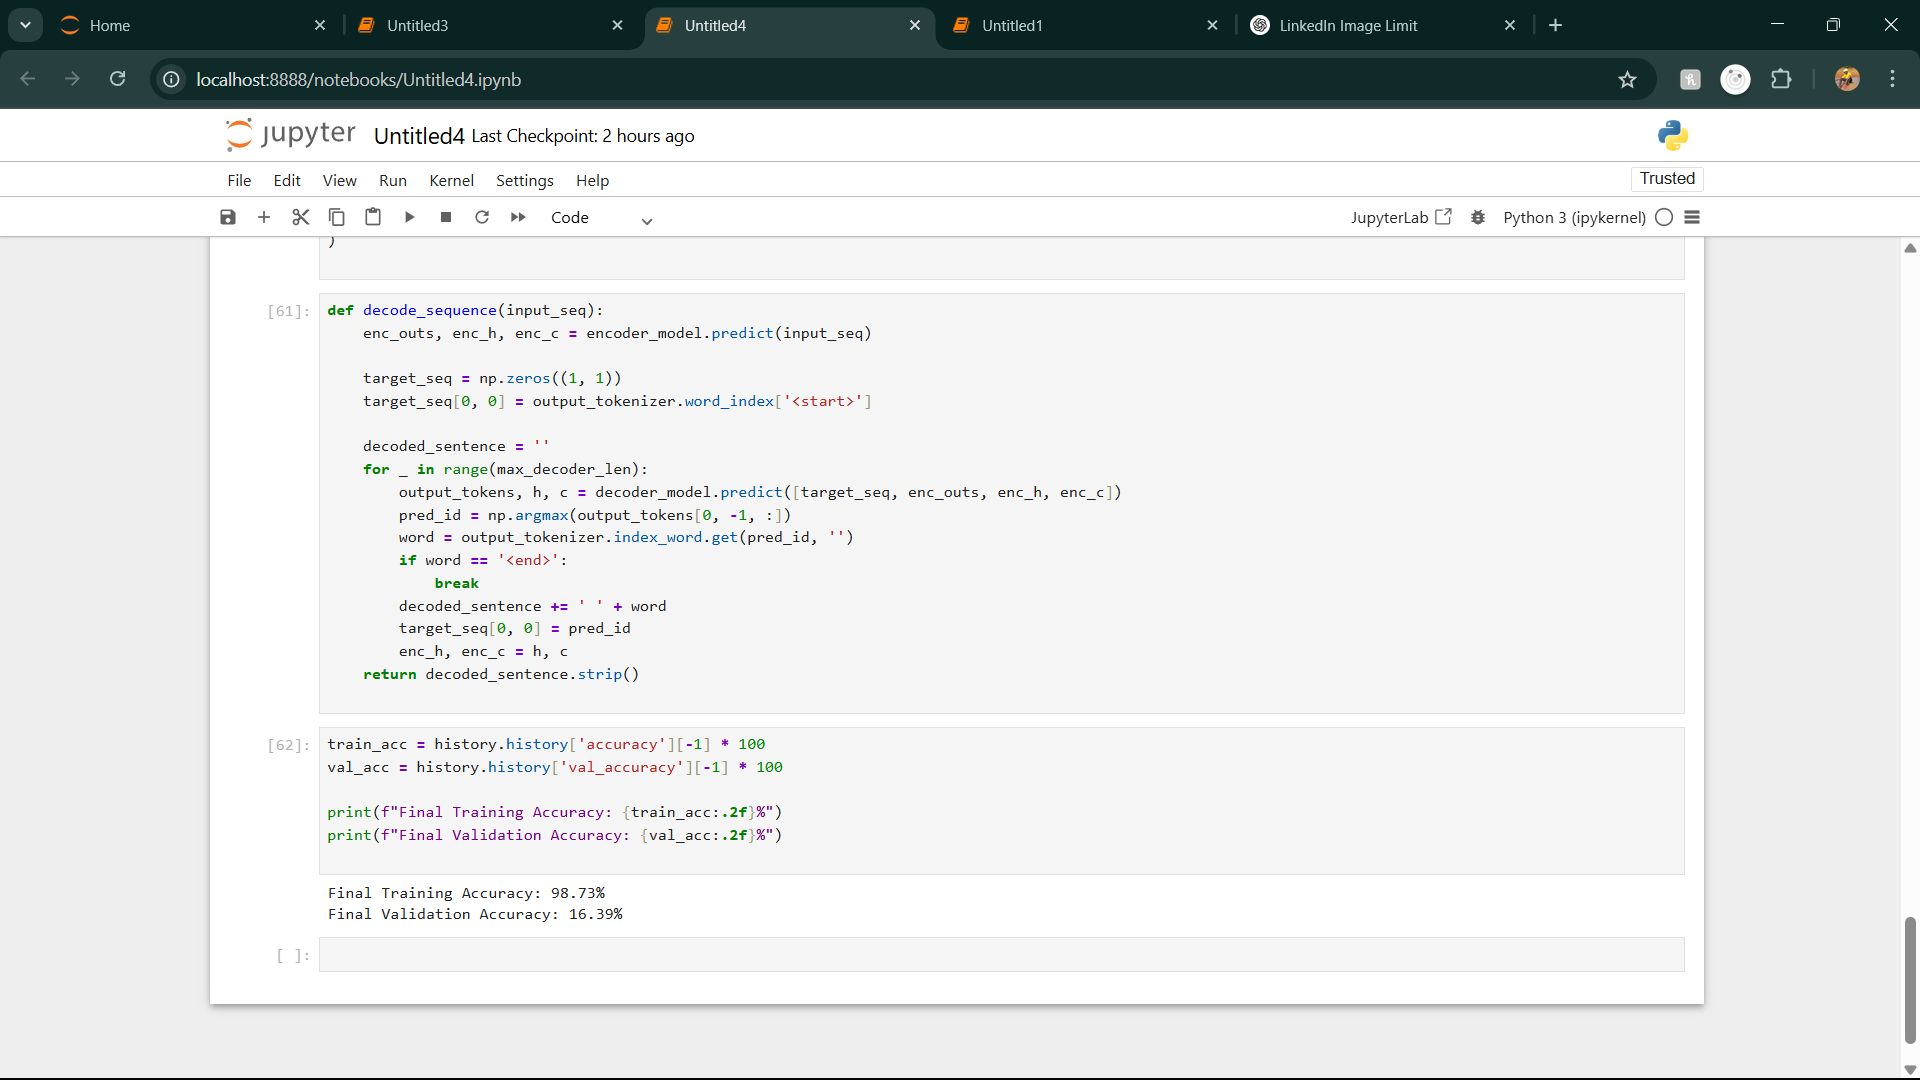 Home
Untitled3
Untitled4
Untitled1
LinkedIn Image Limit
localhost:8888/notebooks/Untitled4.ipynb
jupyter Untitled4 Last Checkpoint: 2 hours ago
File Edit View Run Kernel Settings Help
Trusted
Code
JupyterLab
Python 3 (ipykernel)
)
[61]:
def decode_sequence(input_seq):
    enc_outs, enc_h, enc_c = encoder_model.predict(input_seq)
    target_seq = np.zeros((1, 1))
    target_seq[0, 0] = output_tokenizer.word_index['<start>']
    decoded_sentence = ''
    for _ in range(max_decoder_len):
        output_tokens, h, c = decoder_model.predict([target_seq, enc_outs, enc_h, enc_c])
        pred_id = np.argmax(output_tokens[0, -1, :])
        word = output_tokenizer.index_word.get(pred_id, '')
        if word == '<end>':
            break
        decoded_sentence += ' ' + word
        target_seq[0, 0] = pred_id
        enc_h, enc_c = h, c
    return decoded_sentence.strip()
[62]:
train_acc = history.history['accuracy'][-1] * 100
val_acc = history.history['val_accuracy'][-1] * 100
print(f"Final Training Accuracy: {train_acc:.2f}%")
print(f"Final Validation Accuracy: {val_acc:.2f}%")
Final Training Accuracy: 98.73%
Final Validation Accuracy: 16.39%
[ ]: